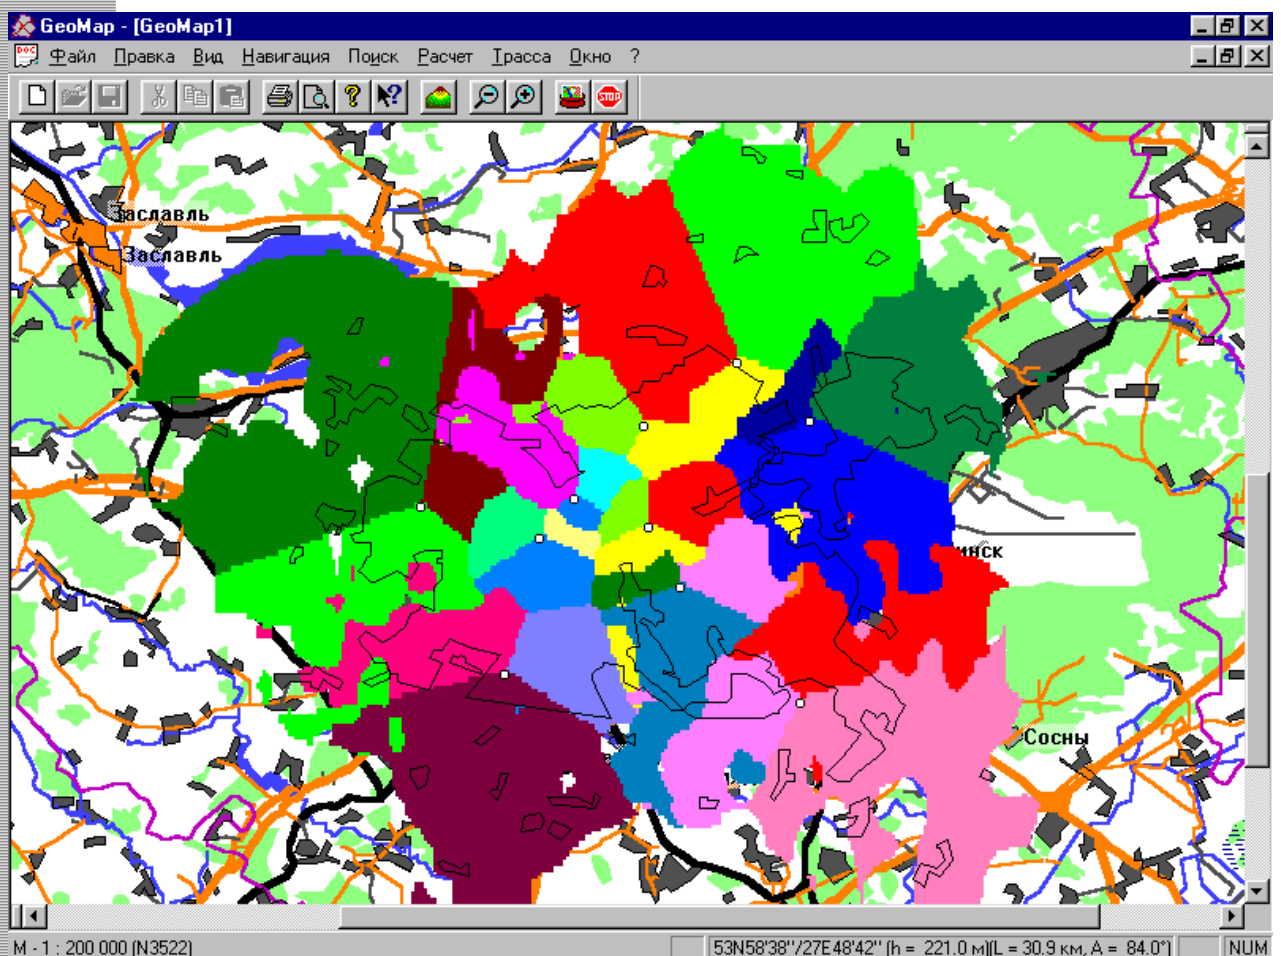 GeoMap - [GeoMap1]
Файл Правка Вид Навигация Поиск Расчет Трасса Окно ?
STOP
Заславль
Заславль
инск
Сосны
М - 1 : 200 000 (N3522) 53N58'38''/27E48'42'' (h = 221.0 м)(L = 30.9 км, А = 84.0°) NUM